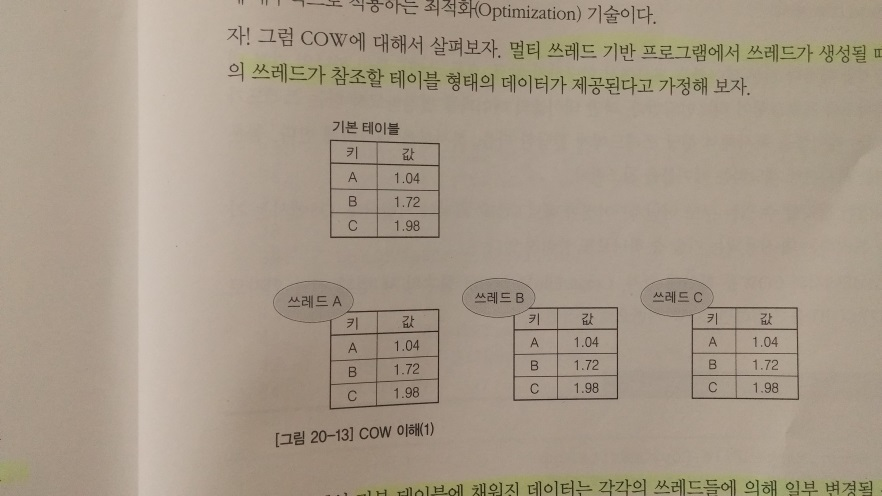 적용하는 최적화(Optimization) 기술이다.
자! 그럼 COW에 대해서 살펴보자. 멀티 쓰레드 기반 프로그램에서 쓰레드가 생성될
의 쓰레드가 참조할 테이블 형태의 데이터가 제공된다고 가정해 보자.
기본 테이블
키 값
A 1.04
B 1.72
C 1.98
쓰레드 A
키 값
A 1.04
B 1.72
C 1.98
쓰레드 B
키 값
A 1.04
B 1.72
C 1.98
쓰레드 C
키 값
A 1.04
B 1.72
C 1.98
[그림 20-13] COW 이해(1)
테이블에 채워진 데이터는 각각의 쓰레드들에 의해 일부 변경될